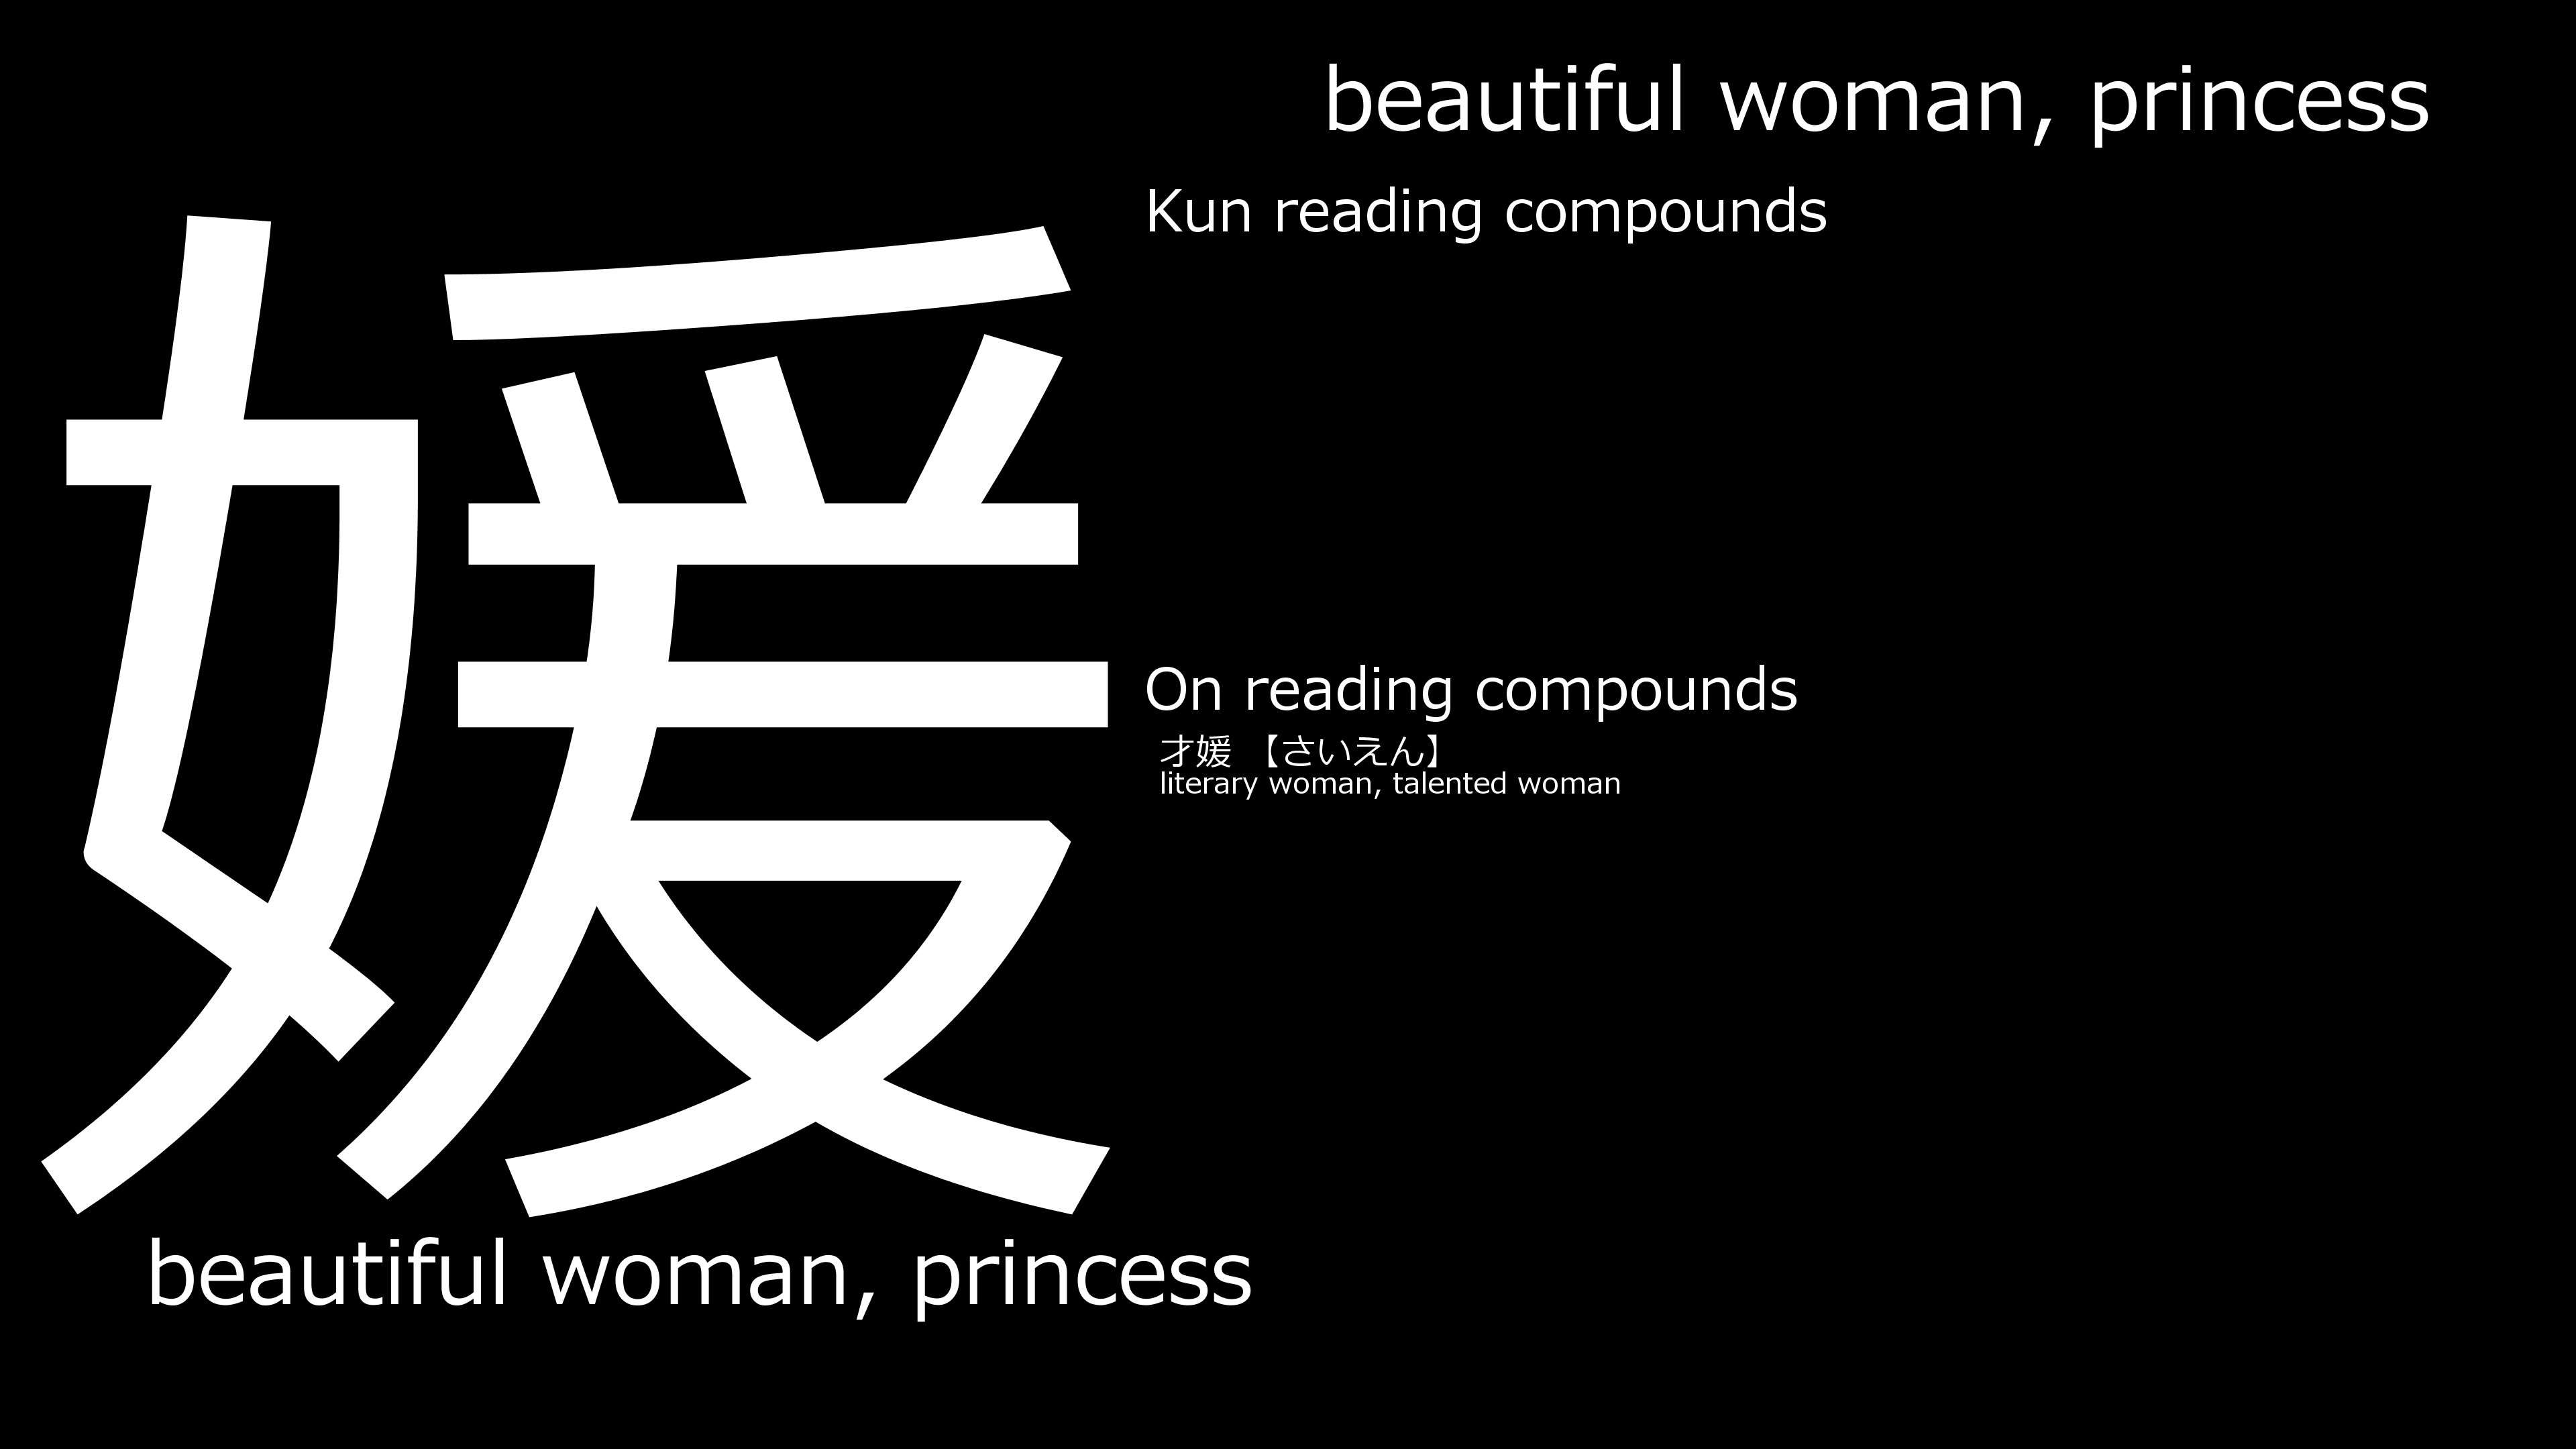 beautiful woman, princess
Kun reading compounds
媛
On reading compounds
才媛 【さいえん】
literary woman, talented woman
beautiful woman, princess